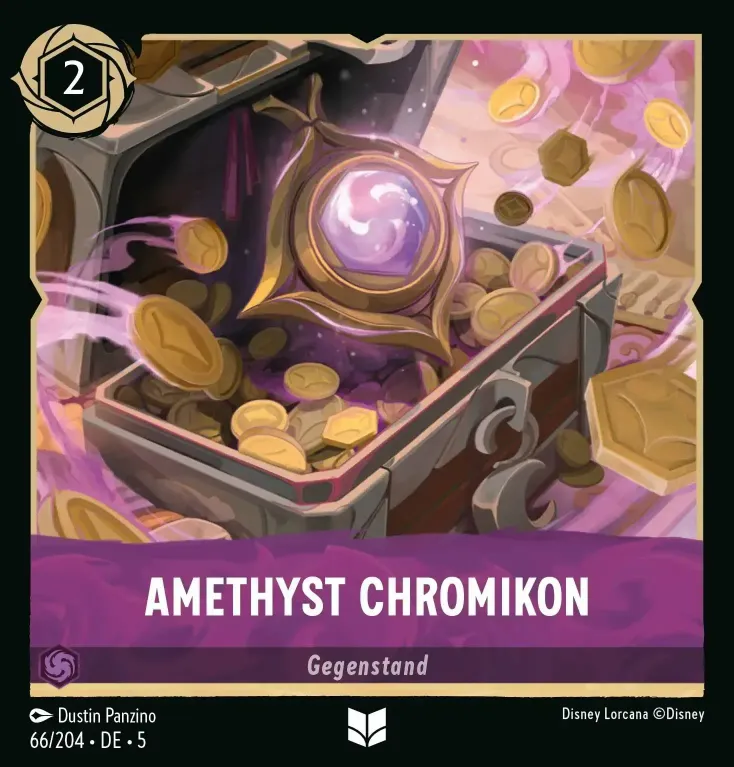 2
AMETHYST CHROMIKON
Gegenstand
Dustin Panzino
66/204 • DE • 5
Disney Lorcana ©Disney